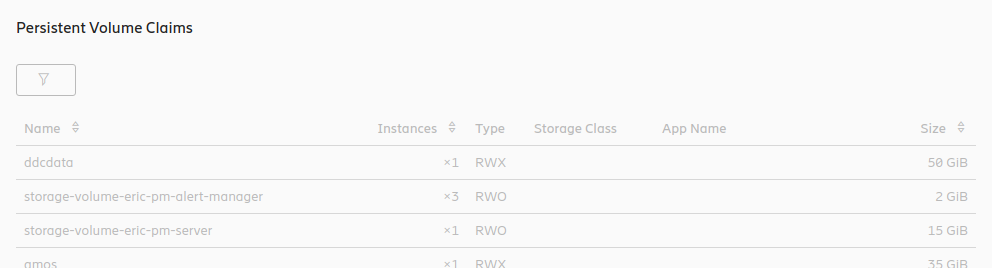 Persistent Volume Claims
Name Instances Type Storage Class App Name Size
ddcdata ×1 RWX 50 GiB
storage-volume-eric-pm-alert-manager ×3 RWO 2 GiB
storage-volume-eric-pm-server ×1 RWO 15 GiB
amos ×1 RWX 35 GiB